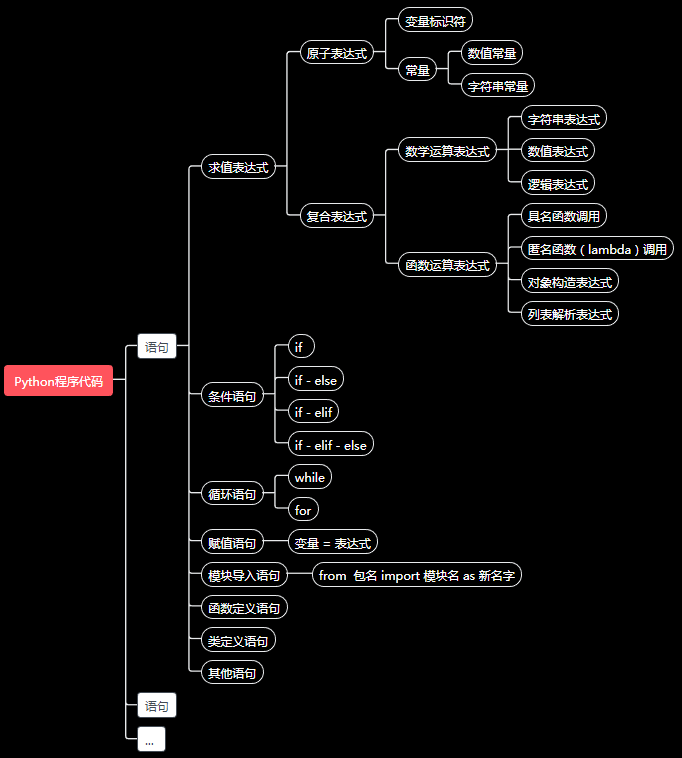 Python程序代码
语句
求值表达式
原子表达式
变量标识符
常量
数值常量
字符串常量
复合表达式
数学运算表达式
字符串表达式
数值表达式
逻辑表达式
函数运算表达式
具名函数调用
匿名函数（lambda）调用
对象构造表达式
列表解析表达式
条件语句
if
if - else
if - elif
if - elif - else
循环语句
while
for
赋值语句
变量 = 表达式
模块导入语句
from 包名 import 模块名 as 新名字
函数定义语句
类定义语句
其他语句
语句
...